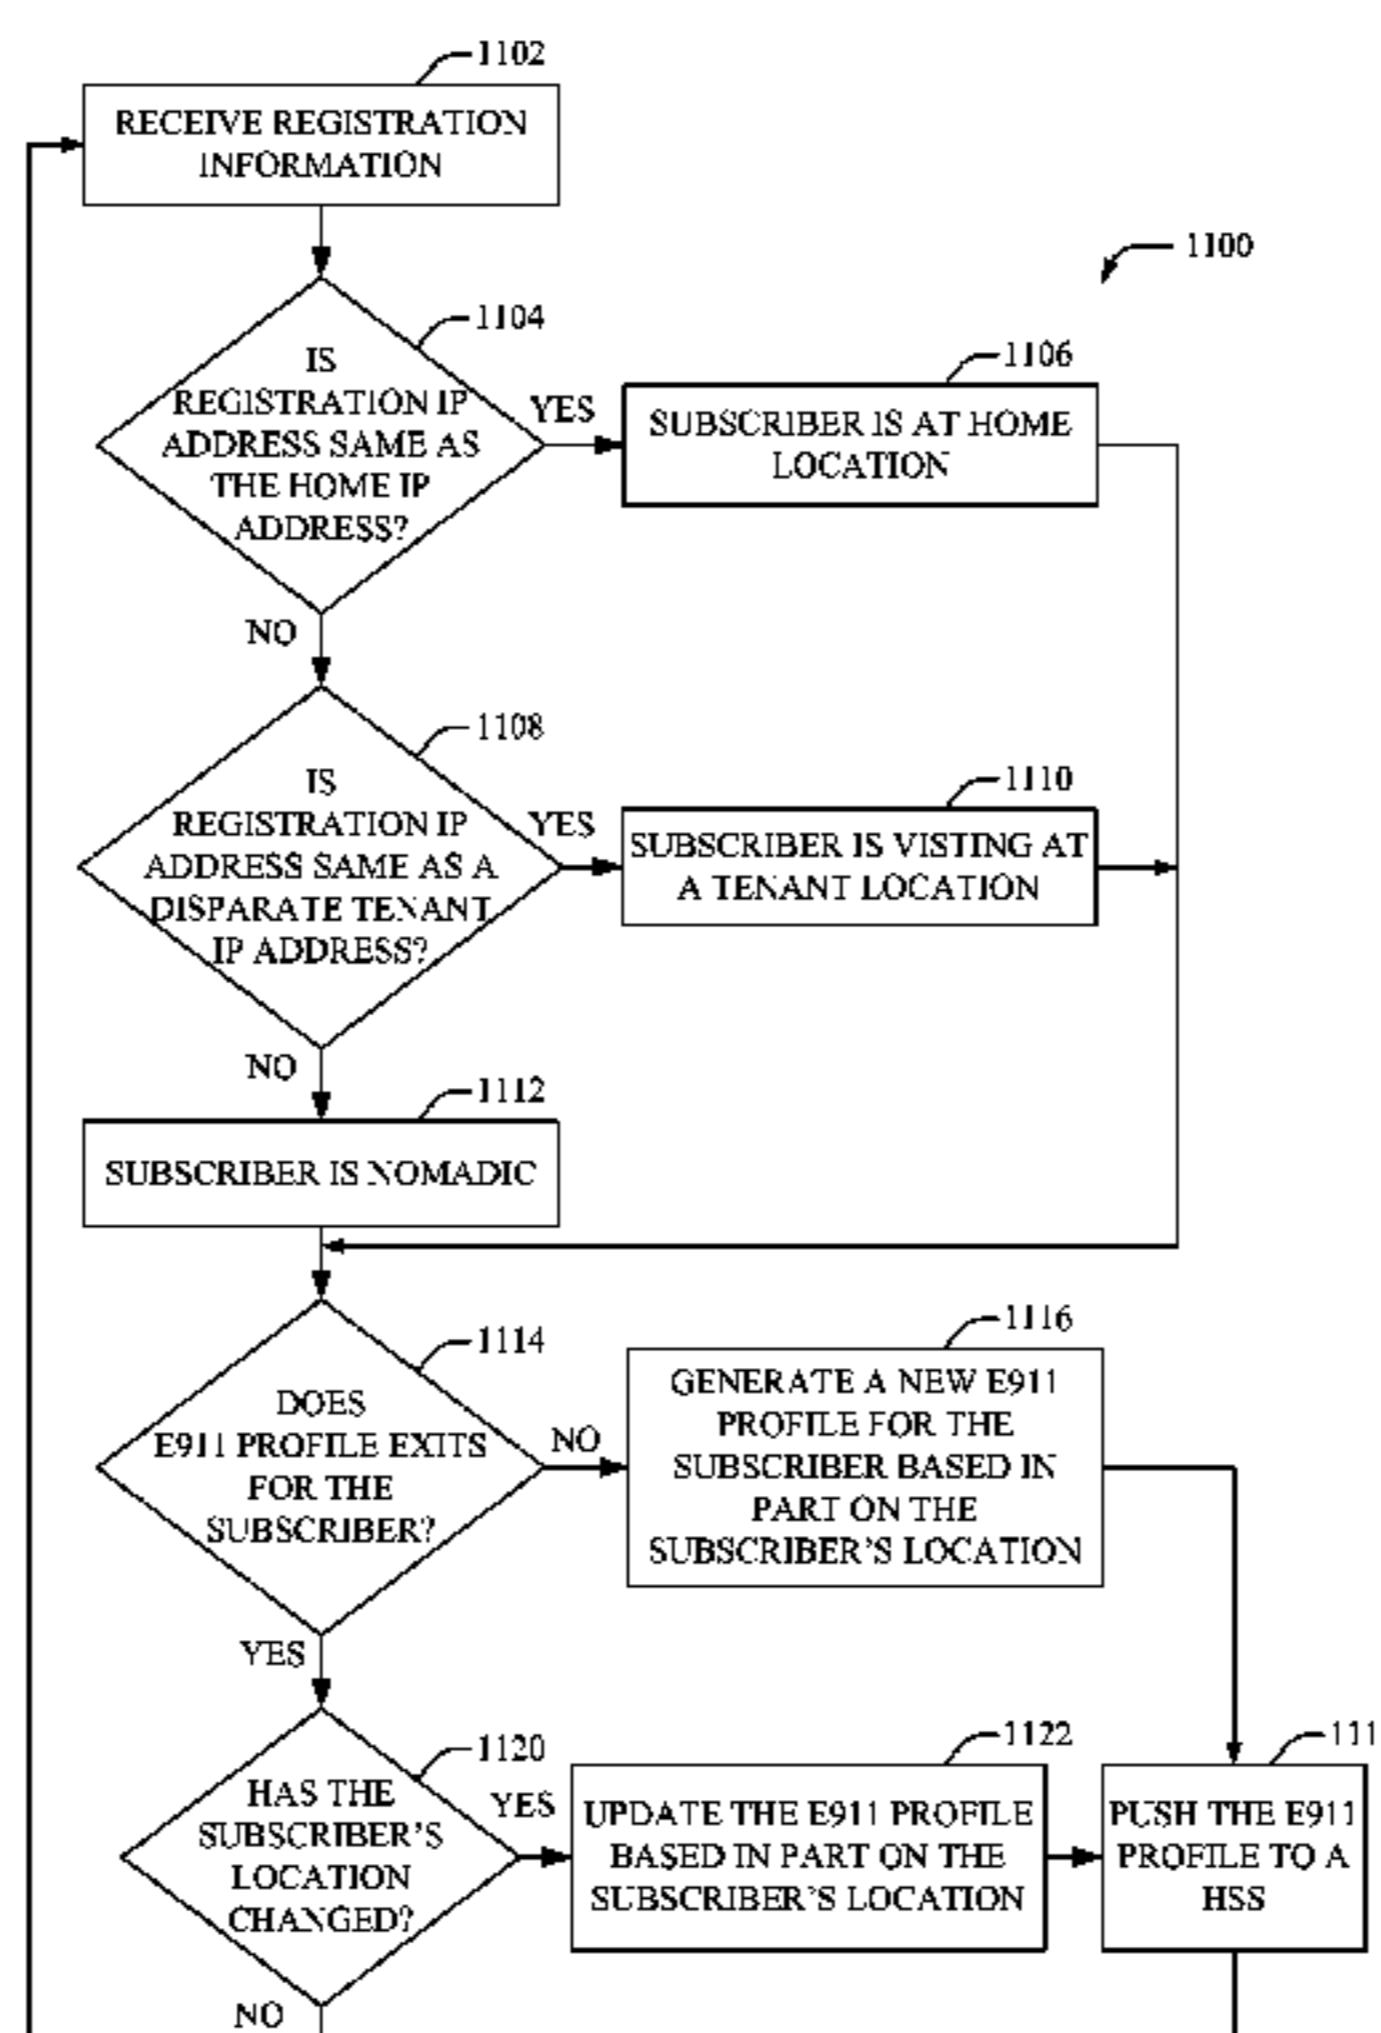 1102
RECEIVE REGISTRATION
INFORMATION
1100
1104
IS
REGISTRATION IP
ADDRESS SAME AS
THE HOME IP
ADDRESS?
YES
1106
SUBSCRIBER IS AT HOME
LOCATION
NO
1108
IS
REGISTRATION IP
ADDRESS SAME AS A
DISPARATE TENANT
IP ADDRESS?
YES
1110
SUBSCRIBER IS VISTING AT
A TENANT LOCATION
NO
1112
SUBSCRIBER IS NOMADIC
1114
DOES
E911 PROFILE EXITS
FOR THE
SUBSCRIBER?
NO
1116
GENERATE A NEW E911
PROFILE FOR THE
SUBSCRIBER BASED IN
PART ON THE
SUBSCRIBER'S LOCATION
YES
1120
HAS THE
SUBSCRIBER'S
LOCATION
CHANGED?
YES
1122
UPDATE THE E911 PROFILE
BASED IN PART ON THE
SUBSCRIBER'S LOCATION
111
PUSH THE E911
PROFILE TO A
HSS
NO